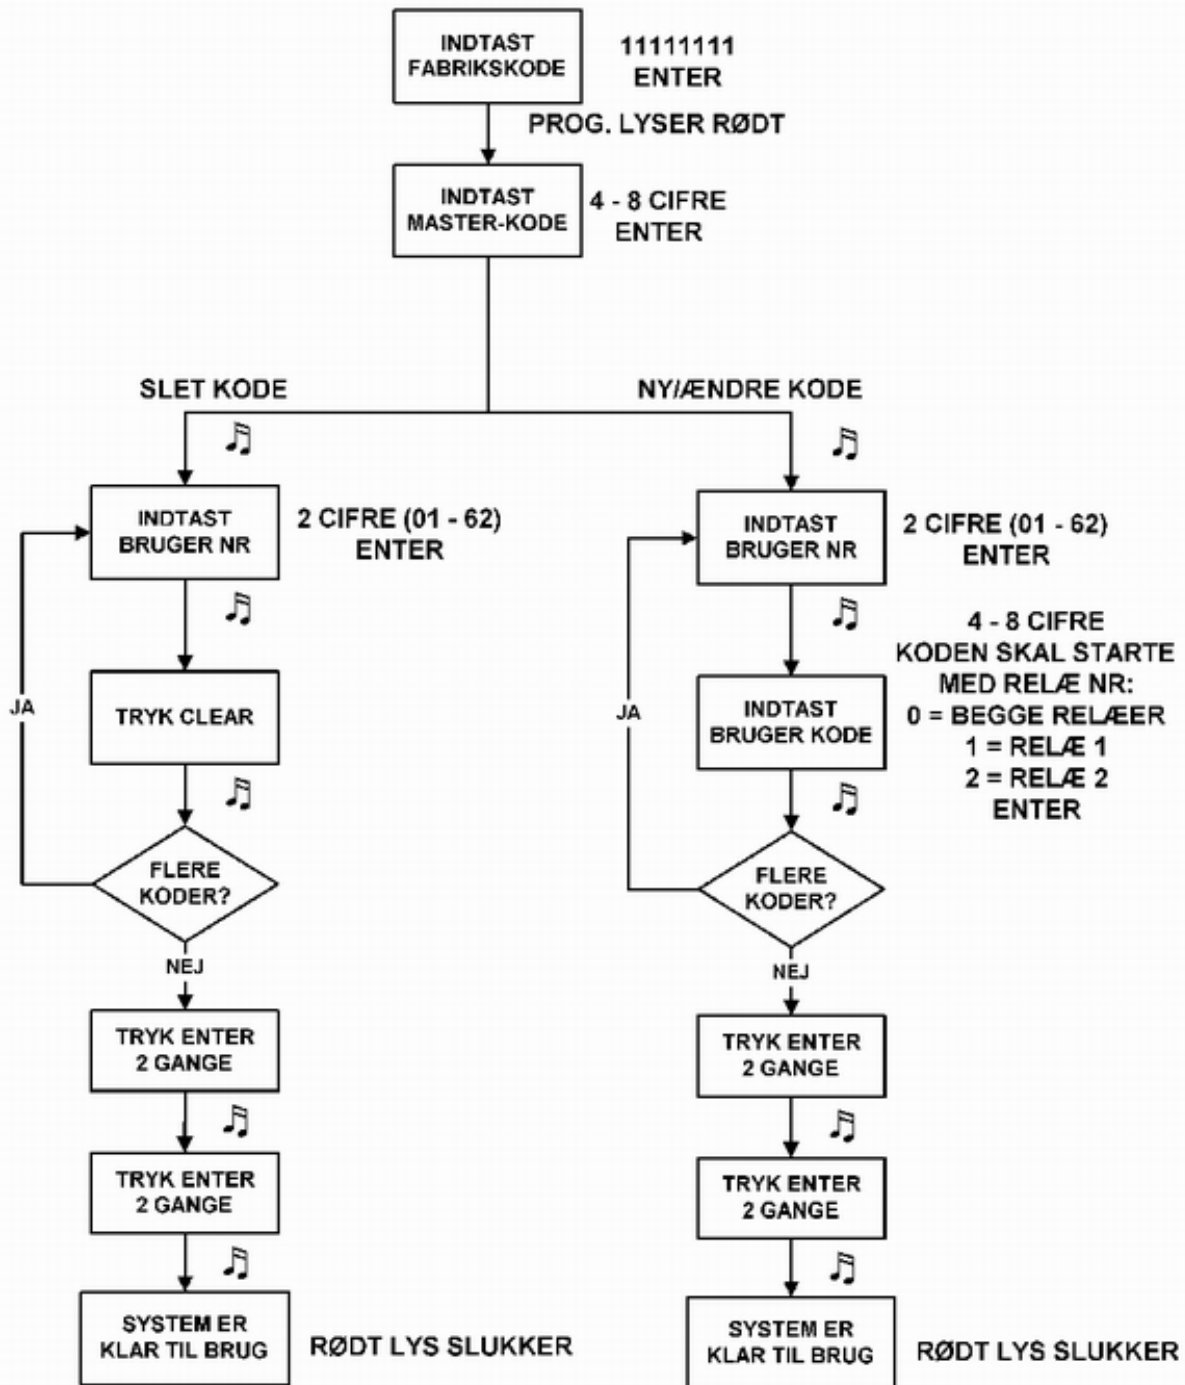 INDTAST
FABRIKSKODE
11111111
ENTER
PROG. LYSER RØDT
INDTAST
MASTER-KODE
4 - 8 CIFRE
ENTER
SLET KODE
INDTAST
BRUGER NR
2 CIFRE (01 - 62)
ENTER
TRYK CLEAR
JA
FLERE
KODER?
NEJ
TRYK ENTER
2 GANGE
TRYK ENTER
2 GANGE
SYSTEM ER
KLAR TIL BRUG
RØDT LYS SLUKKER
NY/ÆNDRE KODE
INDTAST
BRUGER NR
2 CIFRE (01 - 62)
ENTER
INDTAST
BRUGER KODE
4 - 8 CIFRE
KODEN SKAL STARTE
MED RELÆ NR:
0 = BEGGE RELÆER
1 = RELÆ 1
2 = RELÆ 2
ENTER
JA
FLERE
KODER?
NEJ
TRYK ENTER
2 GANGE
TRYK ENTER
2 GANGE
SYSTEM ER
KLAR TIL BRUG
RØDT LYS SLUKKER